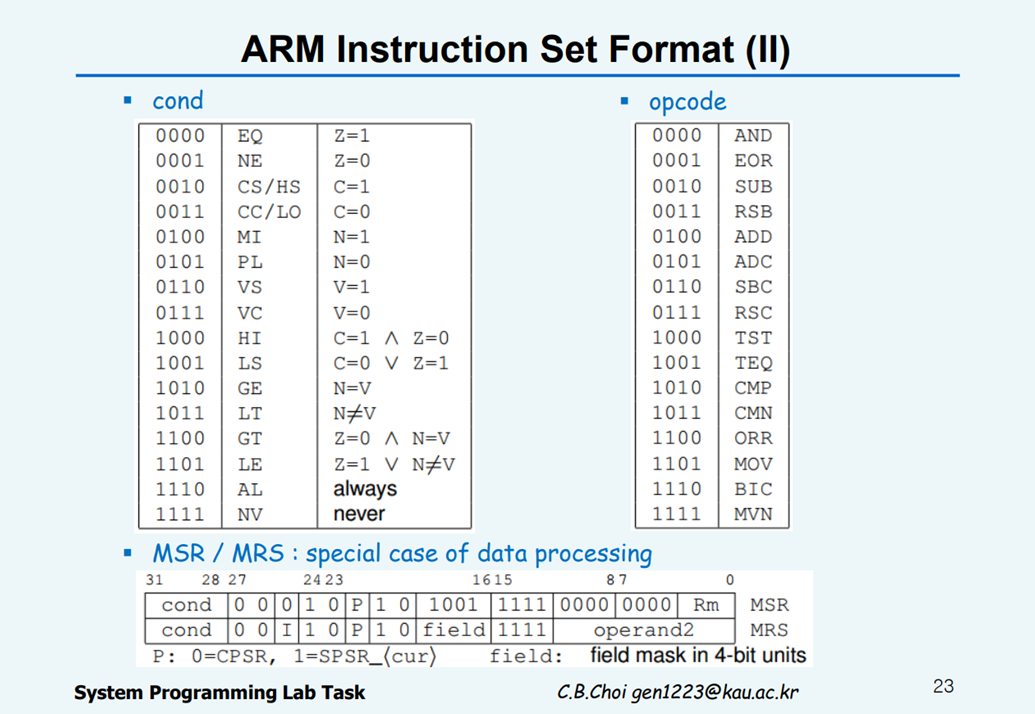 ARM Instruction Set Format (II)
▪ cond
0000 EQ Z=1
0001 NE Z=0
0010 CS/HS C=1
0011 CC/LO C=0
0100 MI N=1
0101 PL N=0
0110 VS V=1
0111 VC V=0
1000 HI C=1 ∧ Z=0
1001 LS C=0 ∨ Z=1
1010 GE N=V
1011 LT N≠V
1100 GT Z=0 ∧ N=V
1101 LE Z=1 ∨ N≠V
1110 AL always
1111 NV never
▪ opcode
0000 AND
0001 EOR
0010 SUB
0011 RSB
0100 ADD
0101 ADC
0110 SBC
0111 RSC
1000 TST
1001 TEQ
1010 CMP
1011 CMN
1100 ORR
1101 MOV
1110 BIC
1111 MVN
▪ MSR / MRS : special case of data processing
31 28 27 24 23 16 15 8 7 0
cond 0 0 0 1 0 P 1 0 1001 1111 0000 0000 Rm MSR
cond 0 0 I 1 0 P 1 0 field 1111 operand2 MRS
P: 0=CPSR, 1=SPSR_⟨cur⟩ field: field mask in 4-bit units
System Programming Lab Task C.B.Choi gen1223@kau.ac.kr 23